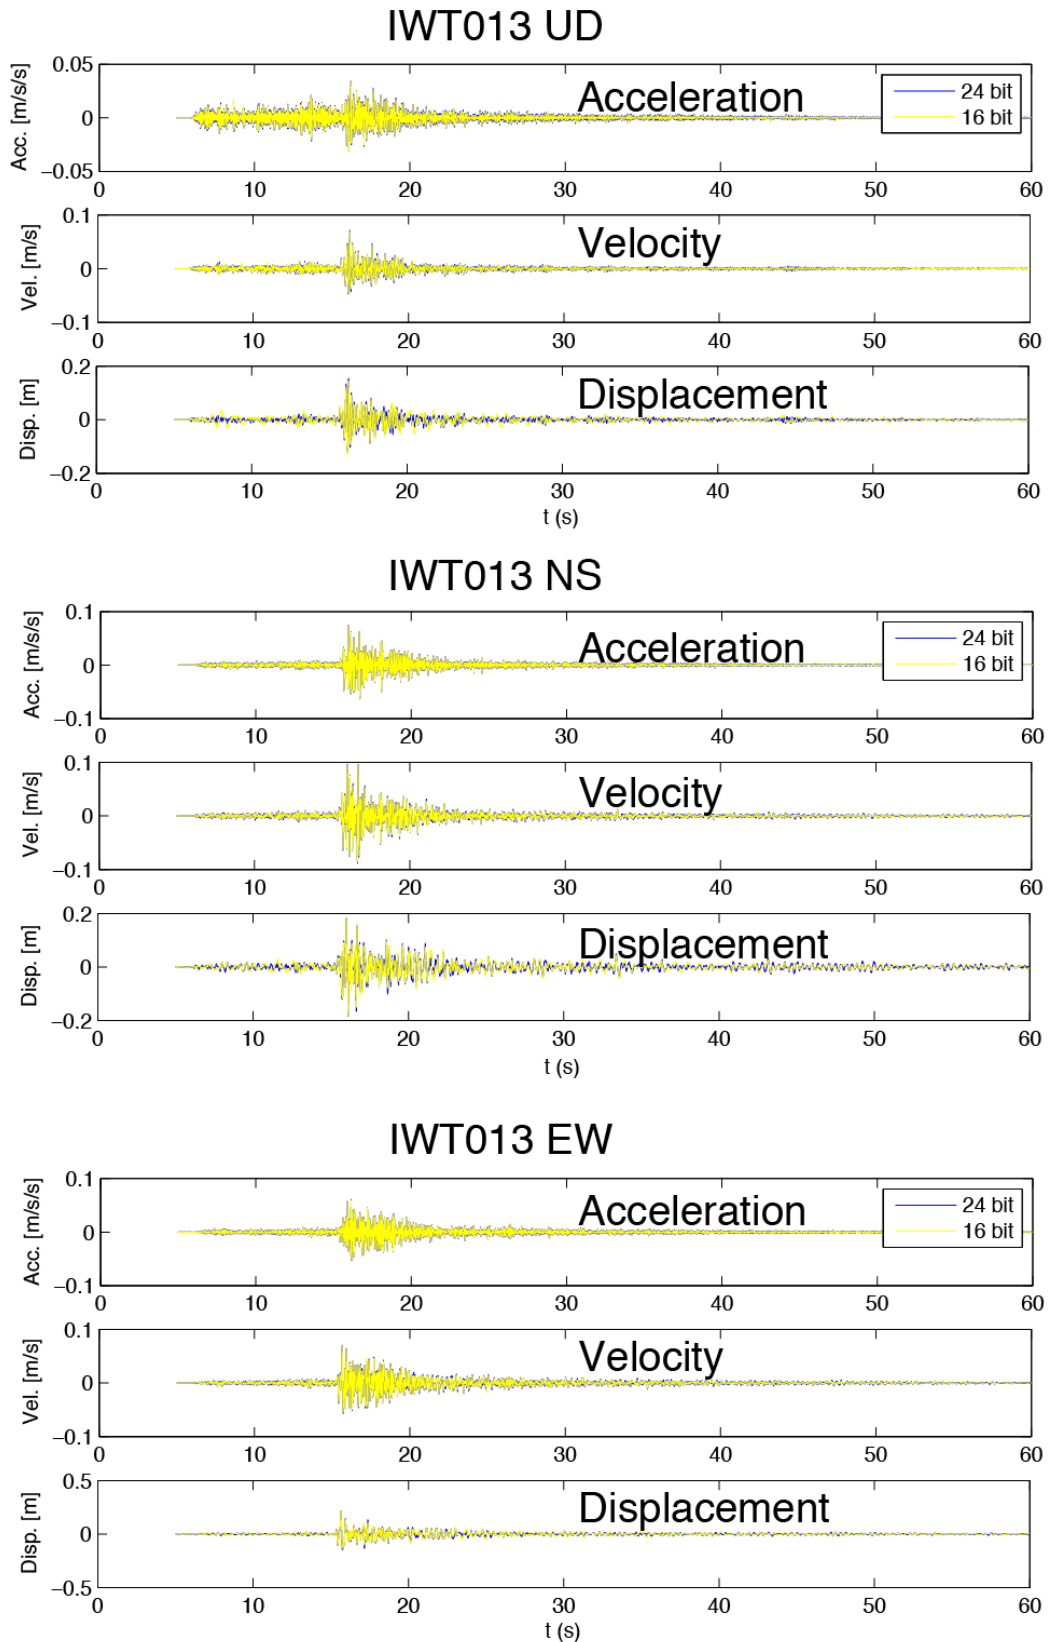 IWT013 UD
Acc. [m/s/s]
0.05
0
−0.05
Acceleration
24 bit
16 bit
0 10 20 30 40 50 60
Vel. [m/s]
0.1
0
−0.1
Velocity
0 10 20 30 40 50 60
Disp. [m]
0.2
0
−0.2
Displacement
0 10 20 30 40 50 60
t (s)
IWT013 NS
Acc. [m/s/s]
0.1
0
−0.1
Acceleration
24 bit
16 bit
0 10 20 30 40 50 60
Vel. [m/s]
0.1
0
−0.1
Velocity
0 10 20 30 40 50 60
Disp. [m]
0.2
0
−0.2
Displacement
0 10 20 30 40 50 60
t (s)
IWT013 EW
Acc. [m/s/s]
0.1
0
−0.1
Acceleration
24 bit
16 bit
0 10 20 30 40 50 60
Vel. [m/s]
0.1
0
−0.1
Velocity
0 10 20 30 40 50 60
Disp. [m]
0.5
0
−0.5
Displacement
0 10 20 30 40 50 60
t (s)